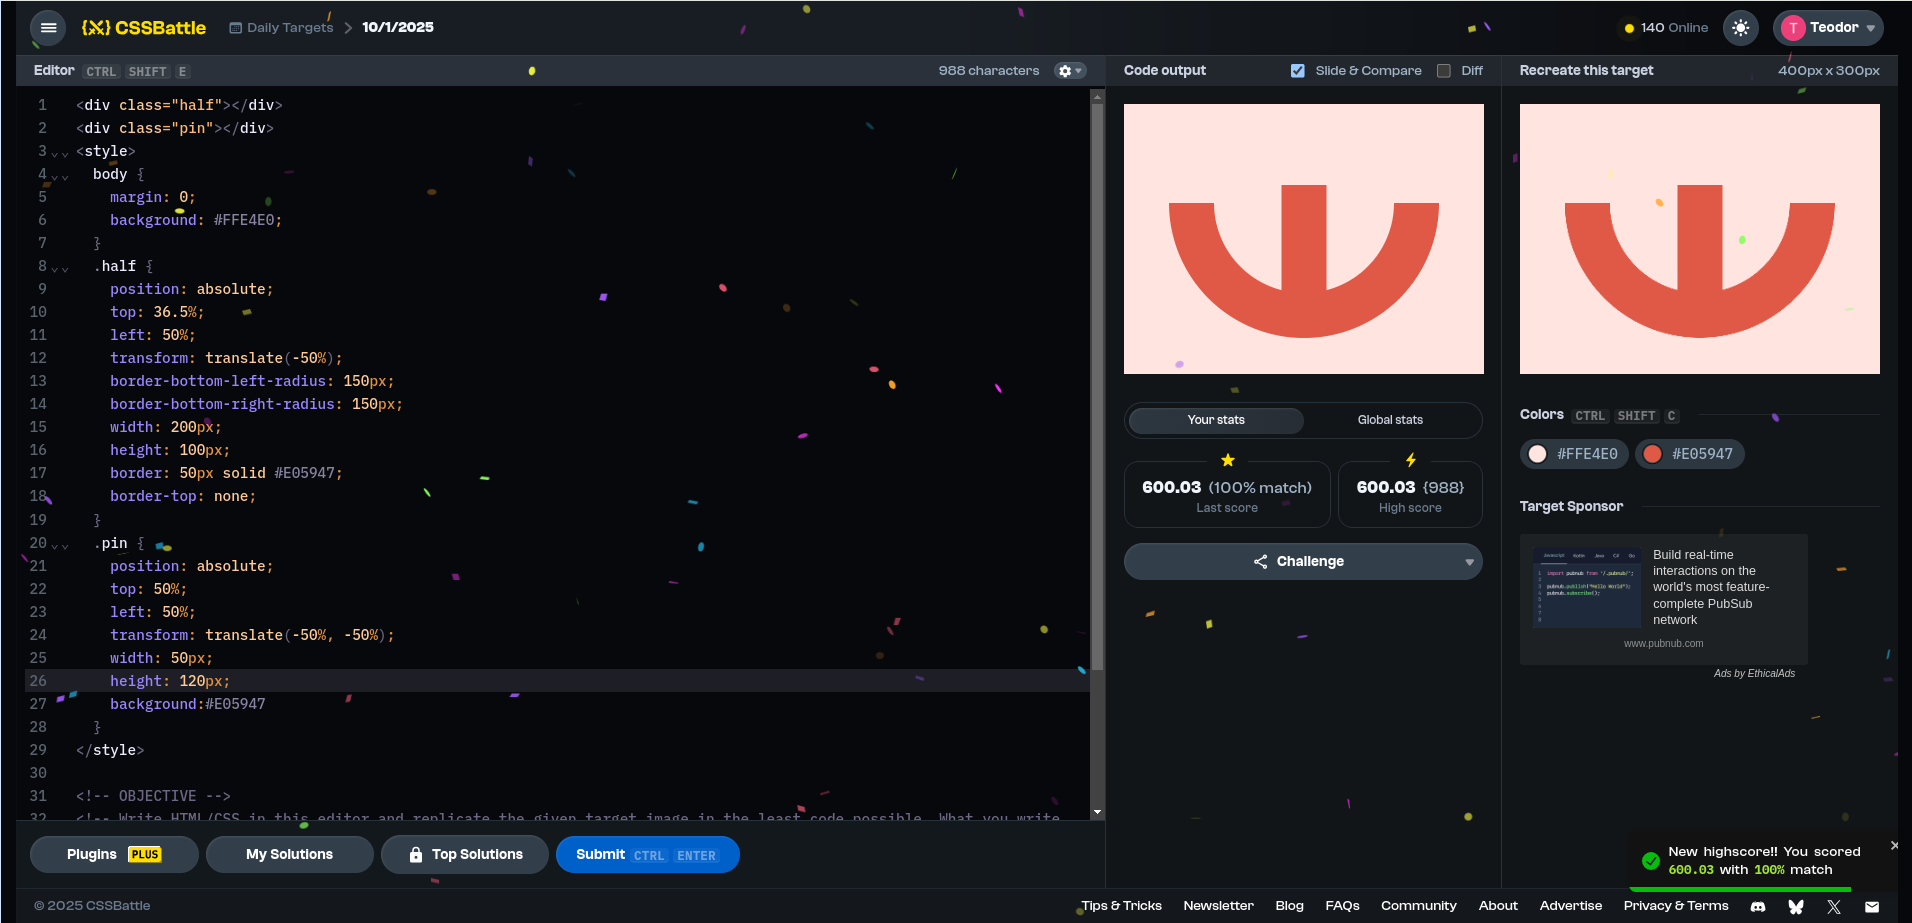 CSSBattle
Daily Targets
10/1/2025
140 Online
T Teodor
Editor CTRL SHIFT E
988 characters
Code output
Slide & Compare
Diff
Recreate this target
400px x 300px
1 <div class="half"></div>
2 <div class="pin"></div>
3 <style>
4 body {
5 margin: 0;
6 background: #FFE4E0;
7 }
8 .half {
9 position: absolute;
10 top: 36.5%;
11 left: 50%;
12 transform: translate(-50%);
13 border-bottom-left-radius: 150px;
14 border-bottom-right-radius: 150px;
15 width: 200px;
16 height: 100px;
17 border: 50px solid #E05947;
18 border-top: none;
19 }
20 .pin {
21 position: absolute;
22 top: 50%;
23 left: 50%;
24 transform: translate(-50%, -50%);
25 width: 50px;
26 height: 120px;
27 background:#E05947
28 }
29 </style>
30
31 <!-- OBJECTIVE -->
32 <!-- Write HTML/CSS in this editor and replicate the given target image in the least code possible. What you write
Your stats
Global stats
600.03 (100% match)
Last score
600.03 {988}
High score
Challenge
Colors CTRL SHIFT C
#FFE4E0
#E05947
Target Sponsor
Build real-time
interactions on the
world's most feature-
complete PubSub
network
www.pubnub.com
Ads by EthicalAds
Plugins PLUS
My Solutions
Top Solutions
Submit CTRL ENTER
New highscore!! You scored
600.03 with 100% match
© 2025 CSSBattle
Tips & Tricks
Newsletter
Blog
FAQs
Community
About
Advertise
Privacy & Terms